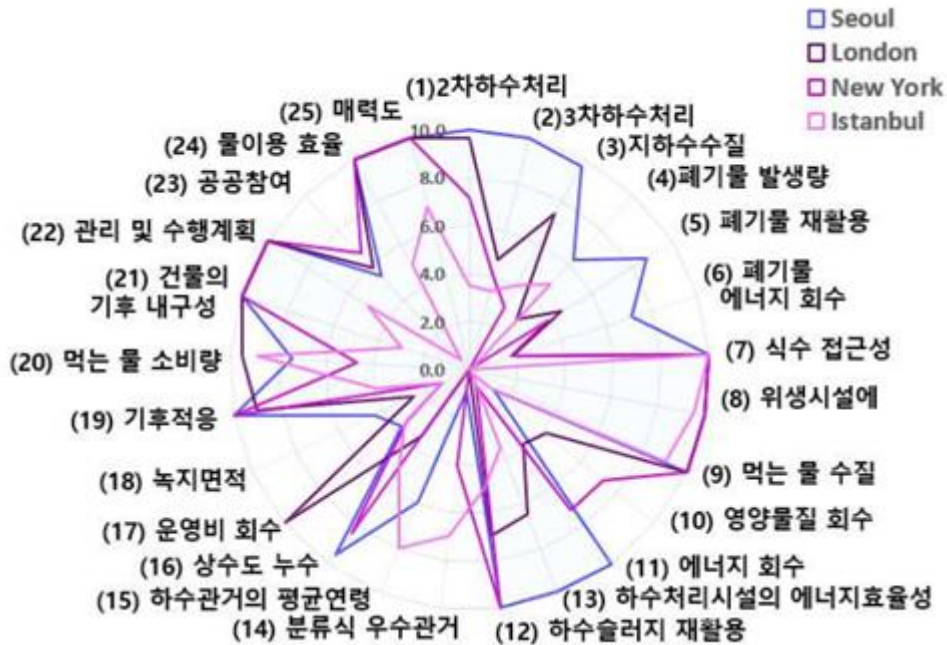 Seoul
London
New York
Istanbul
(1)2차하수처리
(2)3차하수처리
(3)지하수수질
(4)폐기물 발생량
(5) 폐기물 재활용
(6) 폐기물
에너지 회수
(7) 식수 접근성
(8) 위생시설에
(9) 먹는 물 수질
(10) 영양물질 회수
(11) 에너지 회수
(13) 하수처리시설의 에너지효율성
(12) 하수슬러지 재활용
(14) 분류식 우수관거
(15) 하수관거의 평균연령
(16) 상수도 누수
(17) 운영비 회수
(18) 녹지면적
(19) 기후적응
(20) 먹는 물 소비량
(21) 건물의
기후 내구성
(22) 관리 및 수행계획
(23) 공공참여
(24) 물이용 효율
(25) 매력도
10.0
8.0
6.0
4.0
2.0
0.0